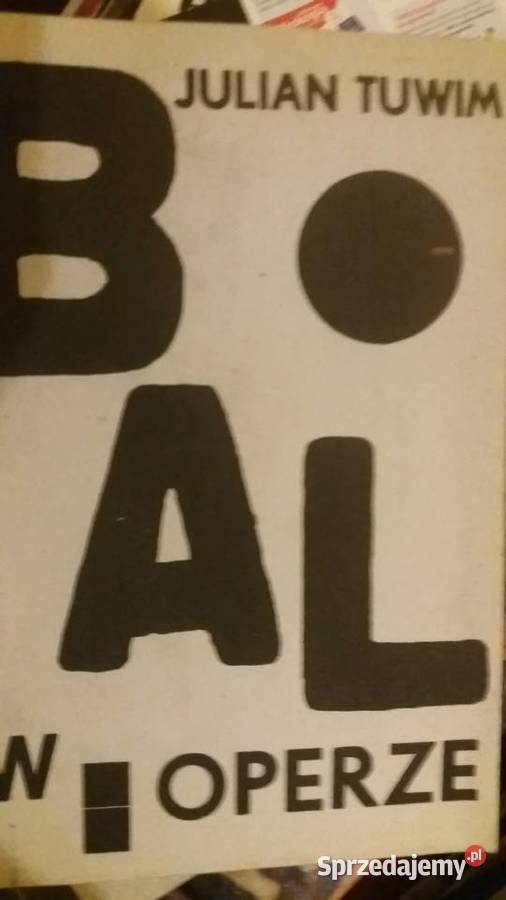 JULIAN TUWIM
B
AL
W OPERZE
Sprzedajemy.pl